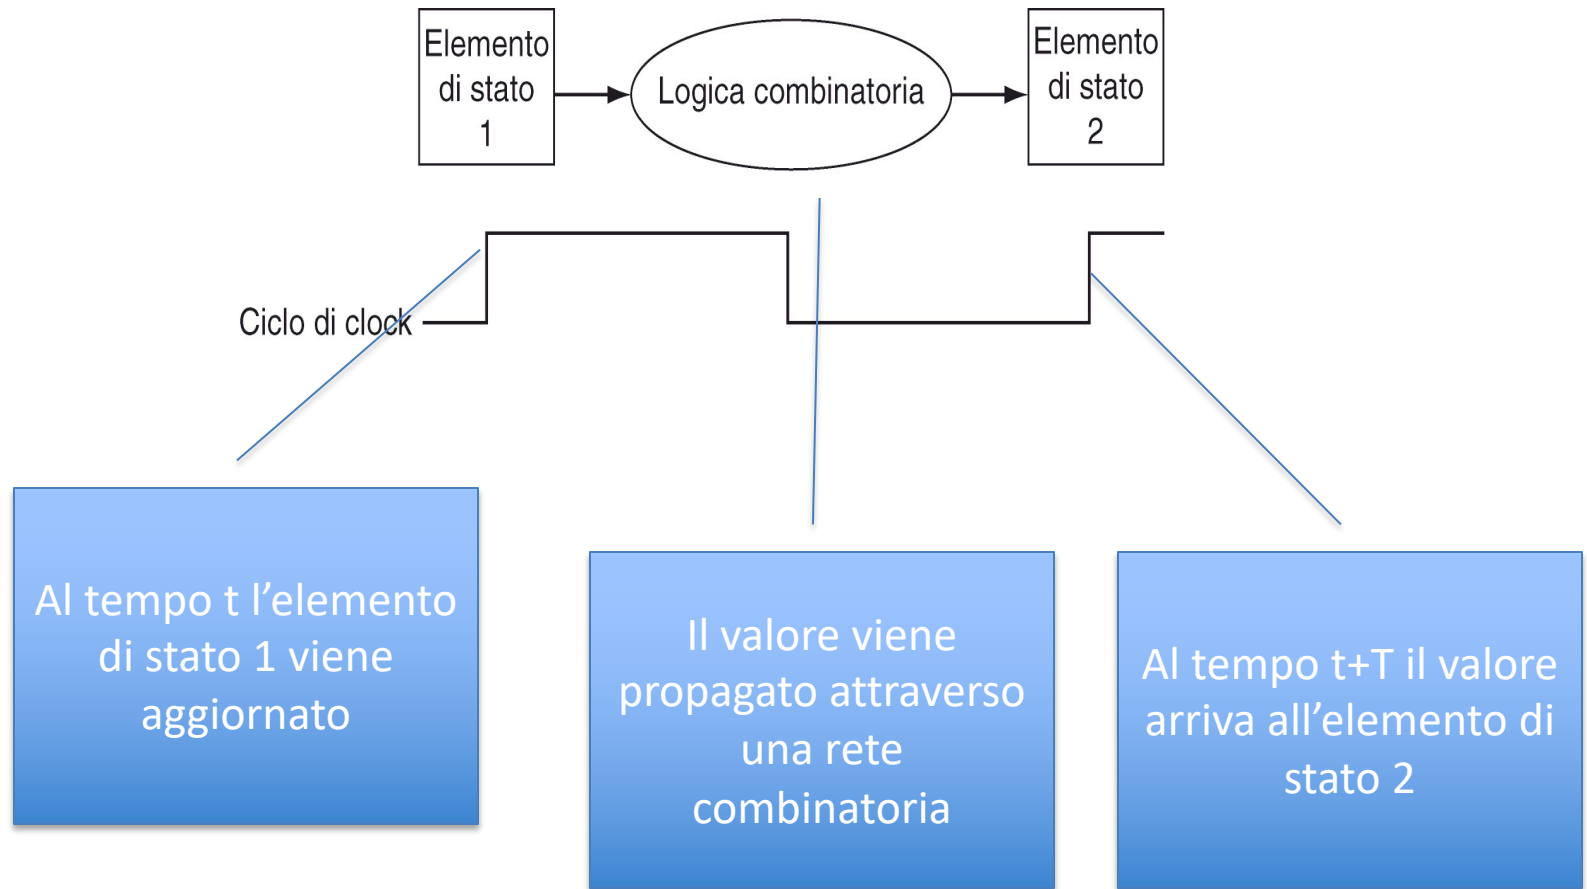 Elemento
di stato
1
Logica combinatoria
Elemento
di stato
2
Ciclo di clock
Al tempo t l’elemento
di stato 1 viene
aggiornato
Il valore viene
propagato attraverso
una rete
combinatoria
Al tempo t+T il valore
arriva all’elemento di
stato 2